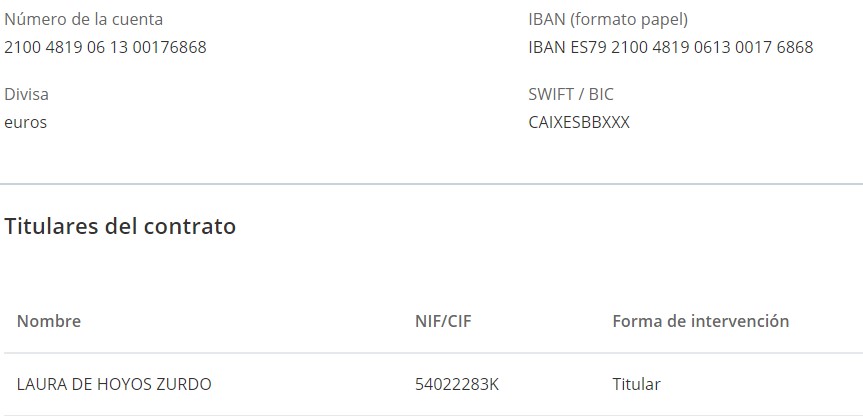 Número de la cuenta
2100 4819 06 13 00176868
IBAN (formato papel)
IBAN ES79 2100 4819 0613 0017 6868
Divisa
euros
SWIFT / BIC
CAIXESBBXXX
Titulares del contrato
Nombre NIF/CIF Forma de intervención
LAURA DE HOYOS ZURDO 54022283K Titular